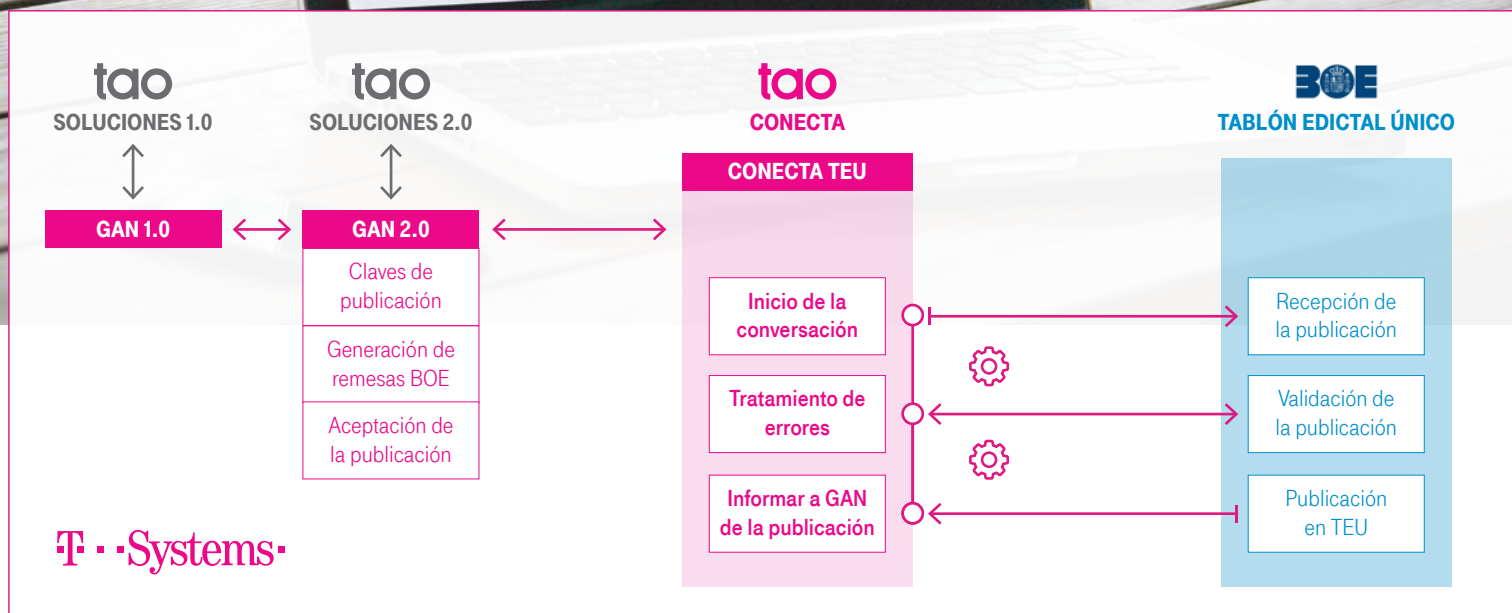 tao
SOLUCIONES 1.0
GAN 1.0
tao
SOLUCIONES 2.0
GAN 2.0
Claves de
publicación
Generación de
remesas BOE
Aceptación de
la publicación
tao
CONECTA
CONECTA TEU
Inicio de la
conversación
Tratamiento de
errores
Informar a GAN
de la publicación
BOE
TABLÓN EDICTAL ÚNICO
Recepción de
la publicación
Validación de
la publicación
Publicación
en TEU
T · · Systems ·